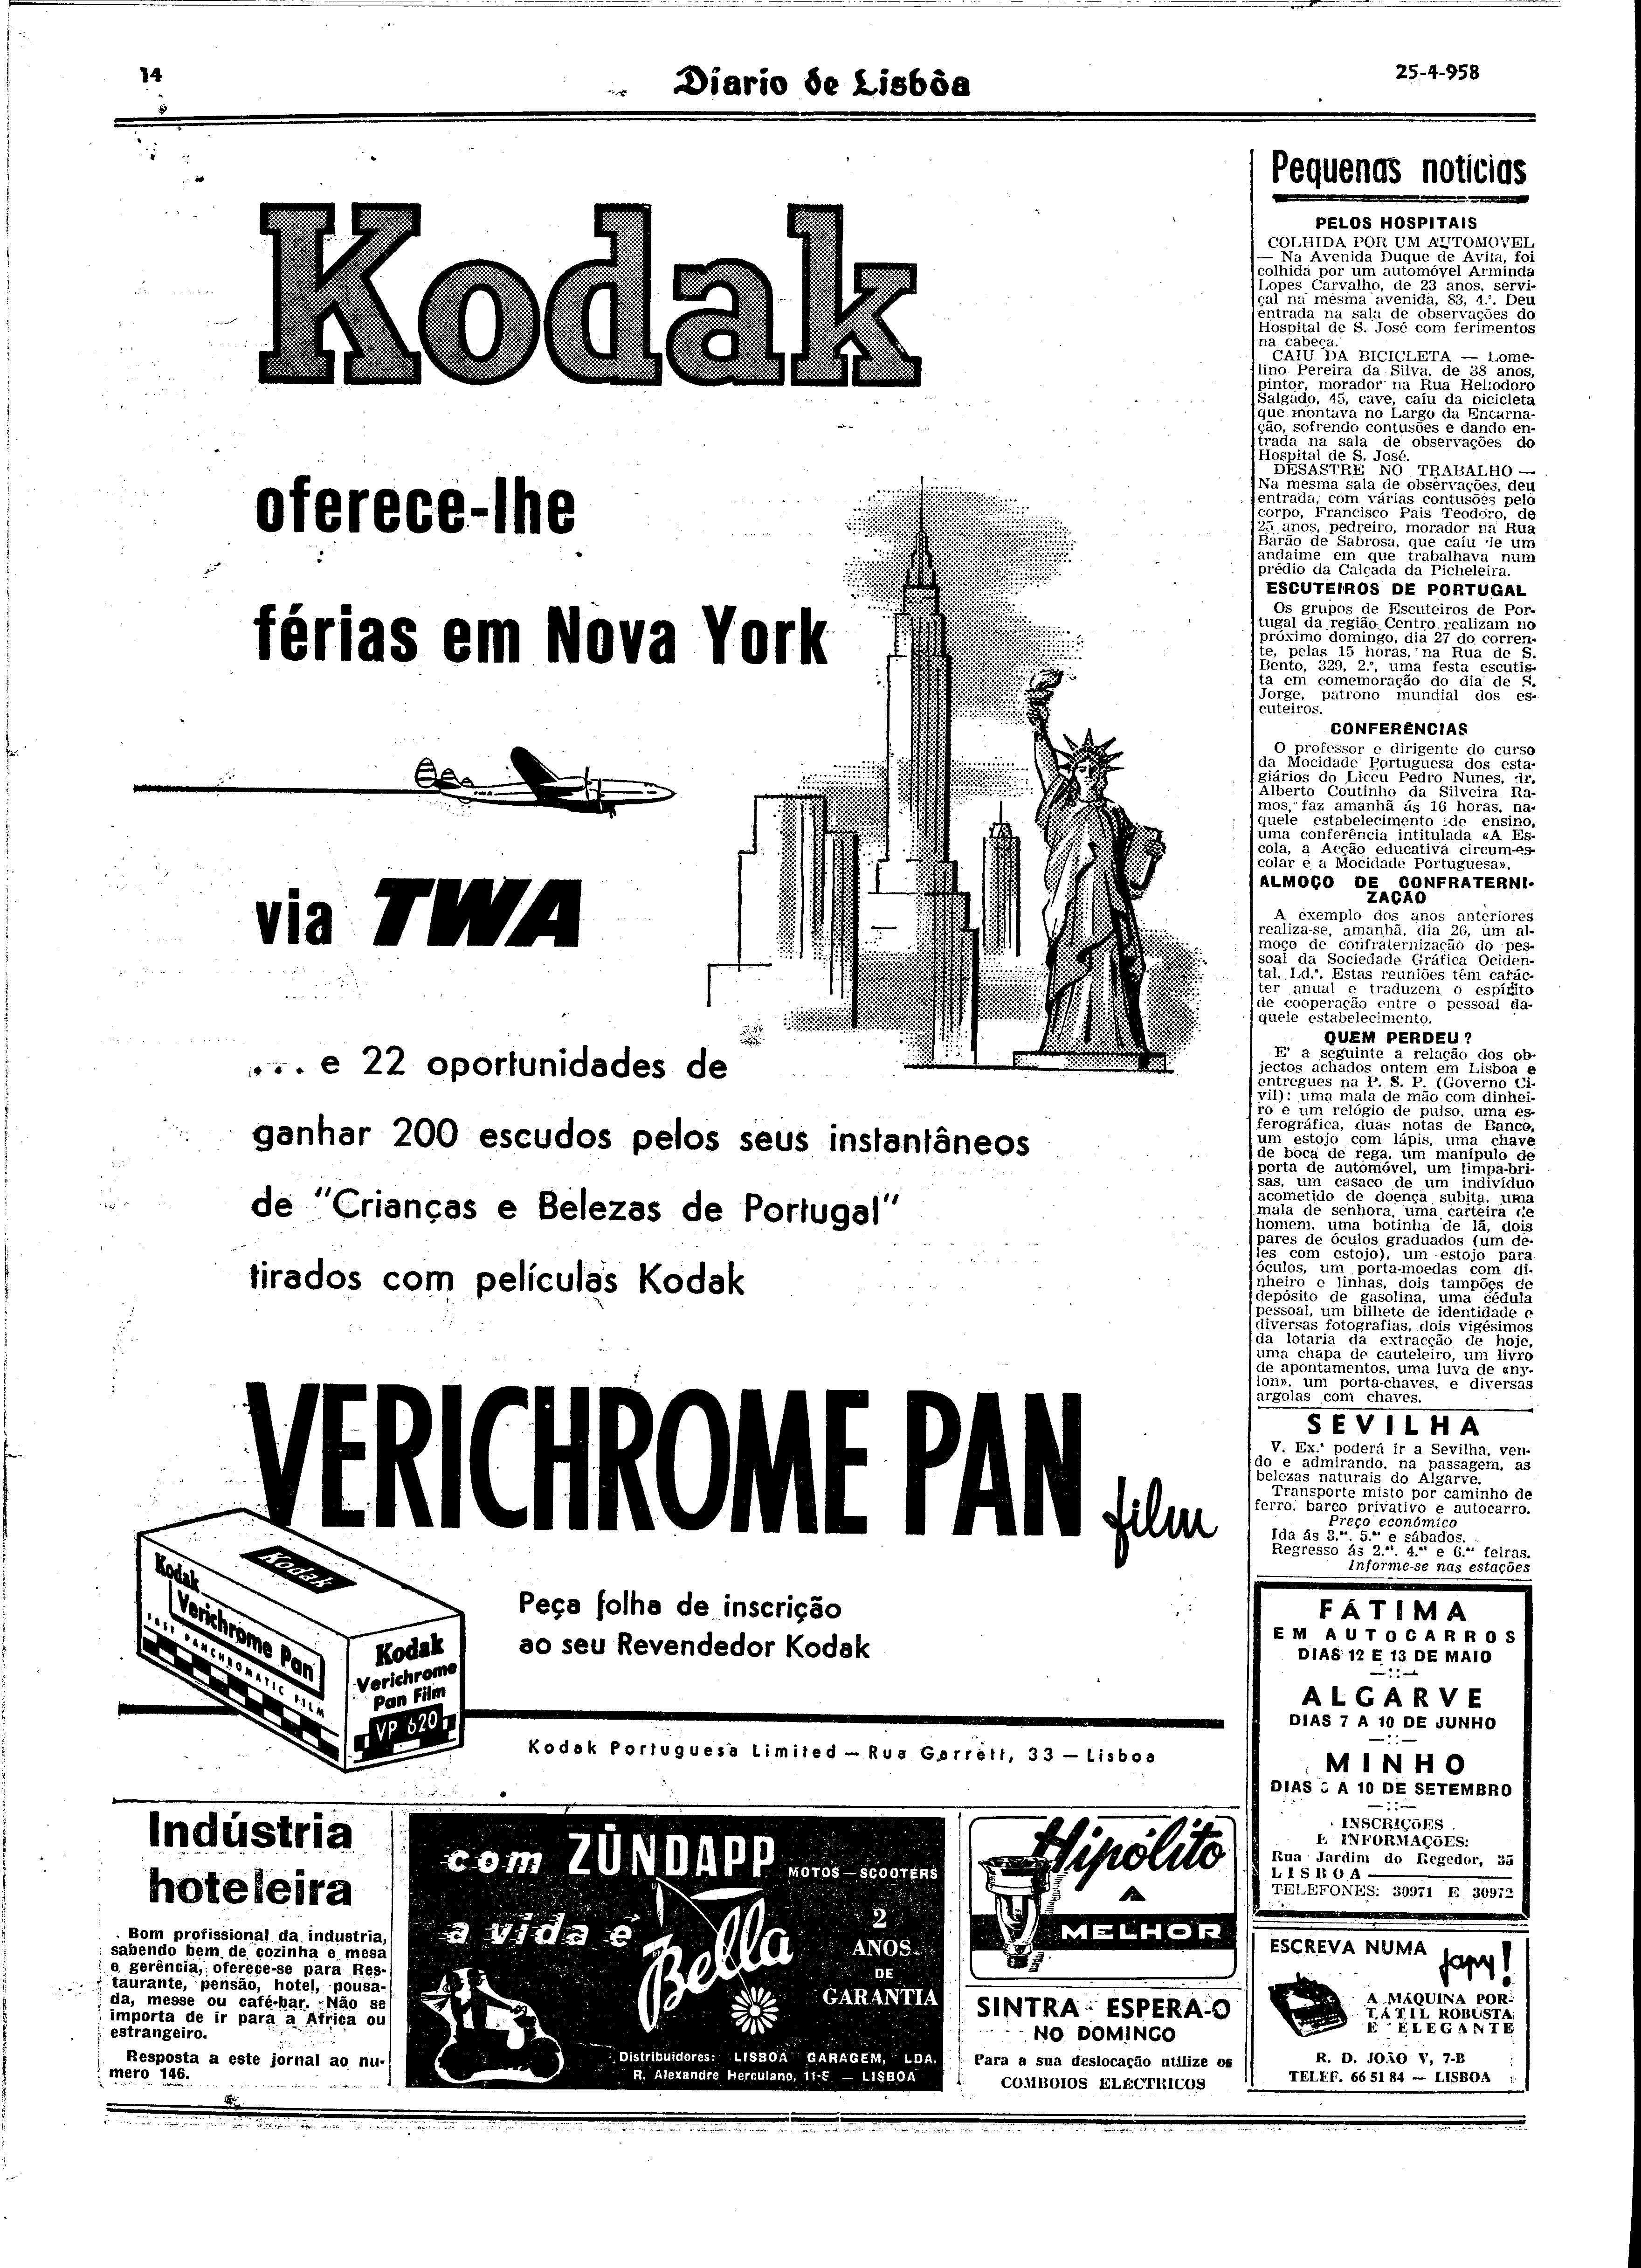 14
Diario de Lisbôa
25-4-958
Kodak
oferece-lhe
férias em Nova York
via TWA
... e 22 oportunidades de
ganhar 200 escudos pelos seus instantâneos
de "Crianças e Belezas de Portugal"
tirados com películas Kodak
VERICHROME PAN film
Kodak
Kodak
Verichrome Pan
FAST PANCHROMATIC FILM
Kodak
Verichrome
Pan Film
VP 620
Peça folha de inscrição
ao seu Revendedor Kodak
Kodak Portuguesa Limited — Rua Garrett, 33 — Lisboa
Pequenas notícias
PELOS HOSPITAIS
COLHIDA POR UM AUTOMOVEL
— Na Avenida Duque de Avila, foi
colhida por um automóvel Arminda
Lopes Carvalho, de 23 anos, servi-
çal na mesma avenida, 83, 4.º. Deu
entrada na sala de observações do
Hospital de S. José com ferimentos
na cabeça.
CAIU DA BICICLETA — Lome-
lino Pereira da Silva, de 38 anos,
pintor, morador na Rua Heliodoro
Salgado, 45, cave, caíu da bicicleta
que montava no Largo da Encarna-
ção, sofrendo contusões e dando en-
trada na sala de observações do
Hospital de S. José.
DESASTRE NO TRABALHO —
Na mesma sala de observações, deu
entrada, com várias contusões pelo
corpo, Francisco Pais Teodoro, de
25 anos, pedreiro, morador na Rua
Barão de Sabrosa, que caíu de um
andaime em que trabalhava num
prédio da Calçada da Picheleira.
ESCUTEIROS DE PORTUGAL
Os grupos de Escuteiros de Por-
tugal da região Centro realizam no
próximo domingo, dia 27 do corren-
te, pelas 15 horas, na Rua de S.
Bento, 329, 2.º, uma festa escutis-
ta em comemoração do dia de S.
Jorge, patrono mundial dos es-
cuteiros.
CONFERÊNCIAS
O professor e dirigente do curso
da Mocidade Portuguesa dos esta-
giários do Liceu Pedro Nunes, dr.
Alberto Coutinho da Silveira Ra-
mos, faz amanhã ás 16 horas, na-
quele estabelecimento de ensino,
uma conferência intitulada «A Es-
cola, a Acção educativa circum-es-
colar e a Mocidade Portuguesa».
ALMOÇO DE CONFRATERNI-
ZAÇÃO
A exemplo dos anos anteriores
realiza-se, amanhã, dia 26, um al-
moço de confraternização do pes-
soal da Sociedade Gráfica Ociden-
tal, Ld.ª. Estas reuniões têm carác-
ter anual e traduzem o espírito
de cooperação entre o pessoal da-
quele estabelecimento.
QUEM PERDEU?
E' a seguinte a relação dos ob-
jectos achados ontem em Lisboa e
entregues na P. S. P. (Governo Ci-
vil): uma mala de mão com dinhei-
ro e um relógio de pulso, uma es-
ferográfica, duas notas de Banco,
um estojo com lápis, uma chave
de boca de rega, um manípulo de
porta de automóvel, um limpa-bri-
sas, um casaco de um indivíduo
acometido de doença subita, uma
mala de senhora, uma carteira de
homem, uma botinha de lã, dois
pares de óculos graduados (um de-
les com estojo), um estojo para
óculos, um porta-moedas com di-
nheiro e linhas, dois tampões de
depósito de gasolina, uma cédula
pessoal, um bilhete de identidade e
diversas fotografias, dois vigésimos
da lotaria da extracção de hoje,
uma chapa de cauteleiro, um livro
de apontamentos, uma luva de «ny-
lon», um porta-chaves, e diversas
argolas com chaves.
SEVILHA
V. Ex.ª poderá ir a Sevilha, ven-
do e admirando, na passagem, as
belezas naturais do Algarve.
Transporte misto por caminho de
ferro, barco privativo e autocarro.
Preço económico
Ida ás 3.ªˢ, 5.ªˢ e sábados.
Regresso ás 2.ªˢ, 4.ªˢ e 6.ªˢ feiras.
Informe-se nas estações
FÁTIMA
EM AUTOCARROS
DIAS 12 E 13 DE MAIO
—::—
ALGARVE
DIAS 7 A 10 DE JUNHO
—::—
MINHO
DIAS A 10 DE SETEMBRO
—::—
INSCRIÇÕES
E INFORMAÇÕES:
Rua Jardim do Regedor, 35
LISBOA
TELEFONES: 30971 E 30972
ESCREVA NUMA
Japy!
A MÁQUINA POR-
TÁTIL ROBUSTA
E ELEGANTE
R. D. JOÃO V, 7-B
TELEF. 66 51 84 — LISBOA
Indústria
hoteleira
Bom profissional da industria,
sabendo bem de cozinha e mesa
e gerência, oferece-se para Res-
taurante, pensão, hotel, pousa-
da, messe ou café-bar. Não se
importa de ir para a Africa ou
estrangeiro.
Resposta a este jornal ao nu-
mero 146.
com ZÜNDAPP
MOTOS — SCOOTERS
a vida é
Bella
2
ANOS
DE
GARANTIA
Distribuidores: LISBOA GARAGEM, LDA.
R. Alexandre Herculano, 11-E — LISBOA
Hipólito
A
MELHOR
SINTRA ESPERA-O
NO DOMINGO
Para a sua deslocação utilize os
COMBOIOS ELÉCTRICOS